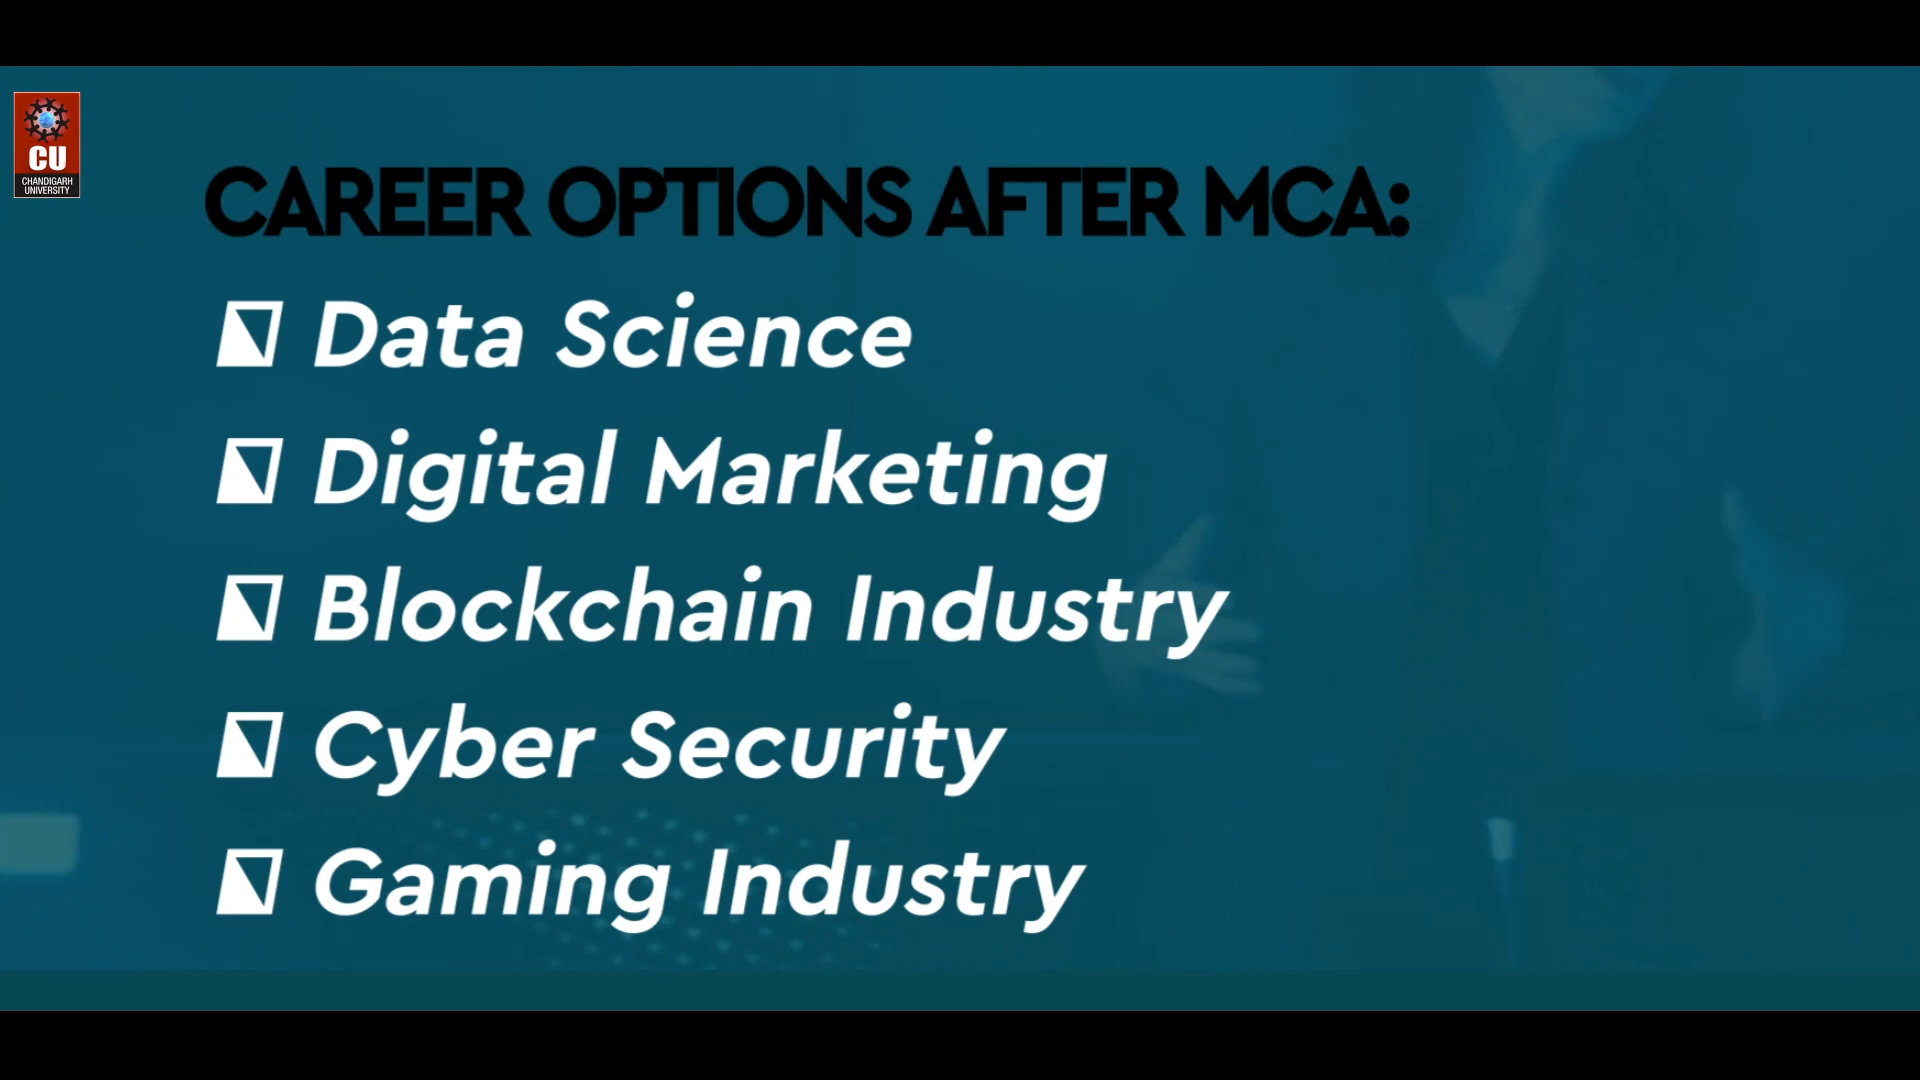 CU
CHANDIGARH
UNIVERSITY
CAREER OPTIONS AFTER MCA:
Data Science
Digital Marketing
Blockchain Industry
Cyber Security
Gaming Industry